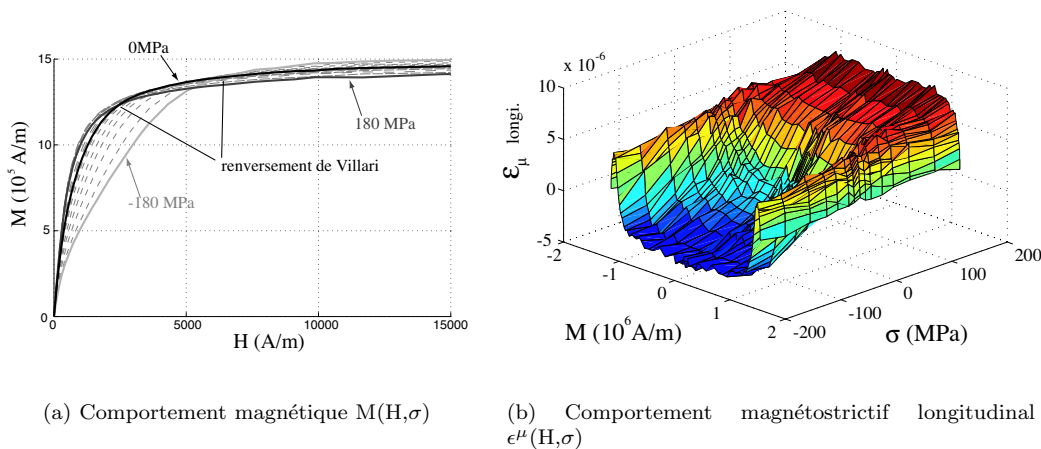 0MPa
15
10
5
0
M (10⁵ A/m)
180 MPa
renversement de Villari
-180 MPa
0
5000
10000
15000
H (A/m)
x 10⁻⁶
10
5
0
-5
εμ longi.
-2
-1
0
1
2
M (10⁶A/m)
-200
-100
0
100
200
σ (MPa)
(a) Comportement magnétique M(H,σ)
(b) Comportement magnétostrictif longitudinal
ϵ^μ(H,σ)